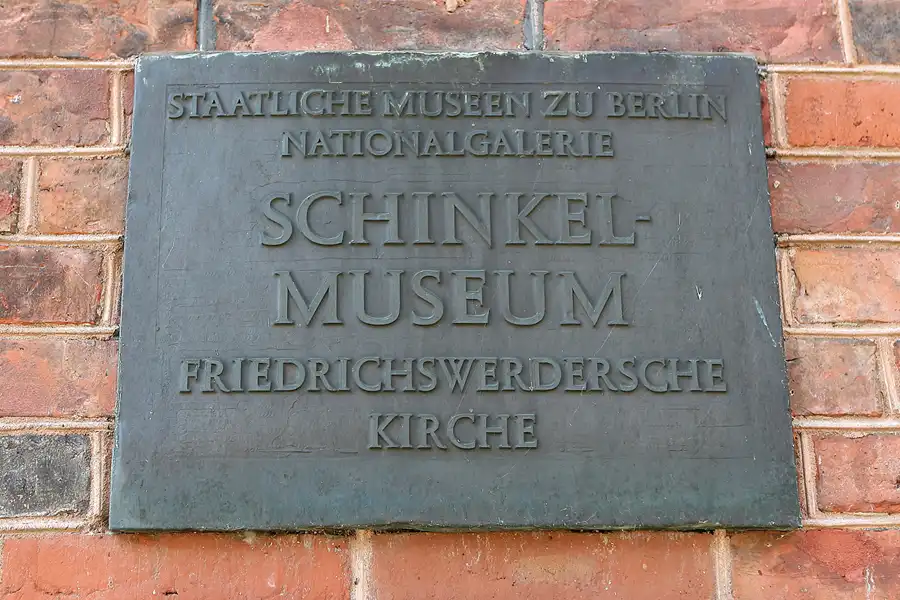 STAATLICHE MUSEEN ZU BERLIN
NATIONALGALERIE
SCHINKEL-
MUSEUM
FRIEDRICHSWERDERSCHE
KIRCHE